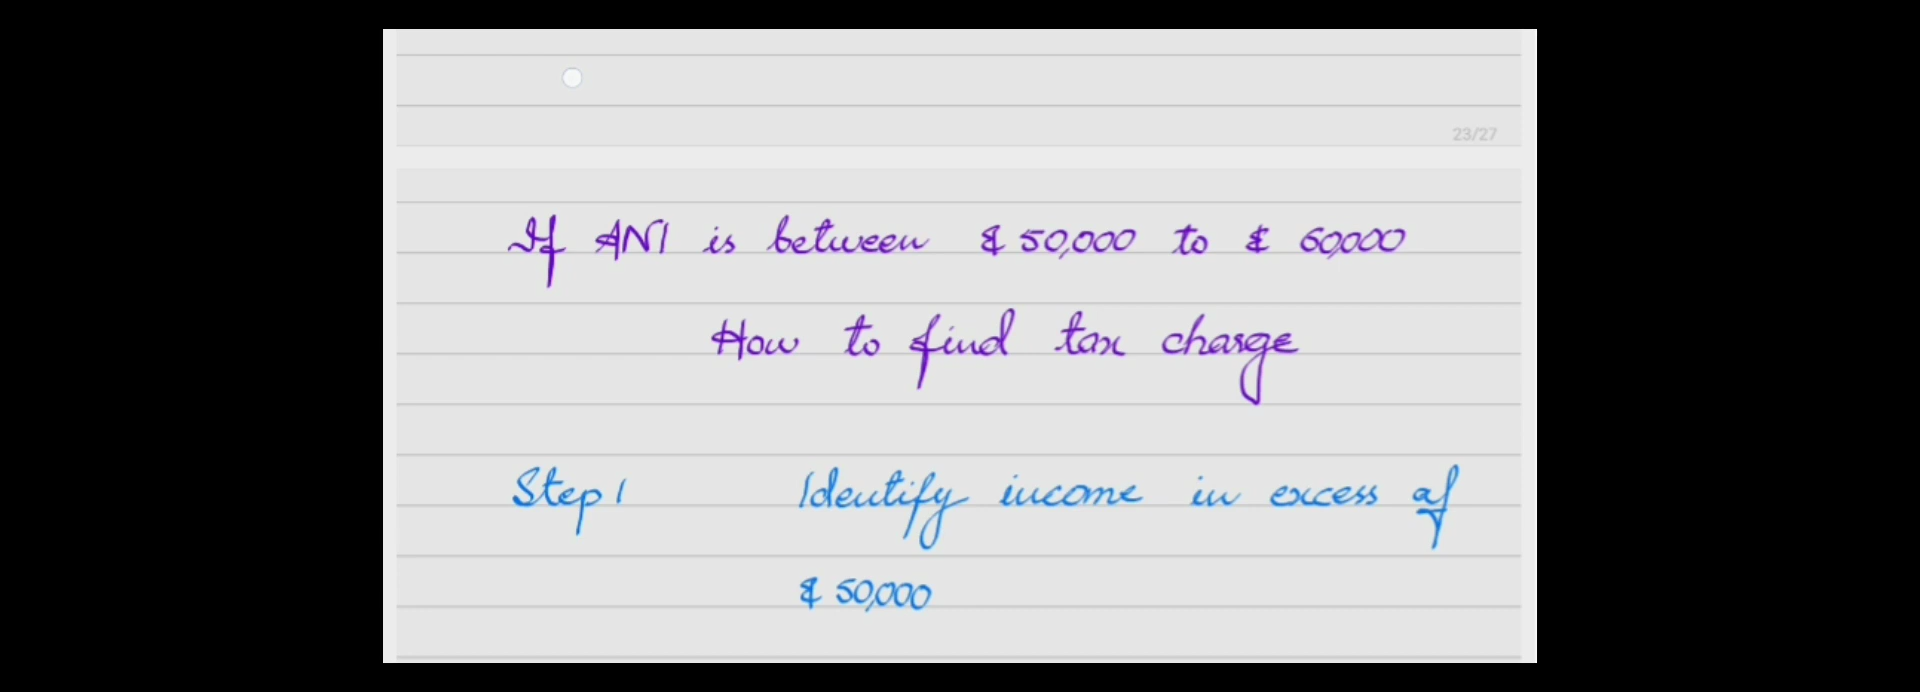 23/27
If ANI is between £ 50,000 to £ 60,000
How to find tax charge
Step 1 Identify income in excess of
£ 50,000